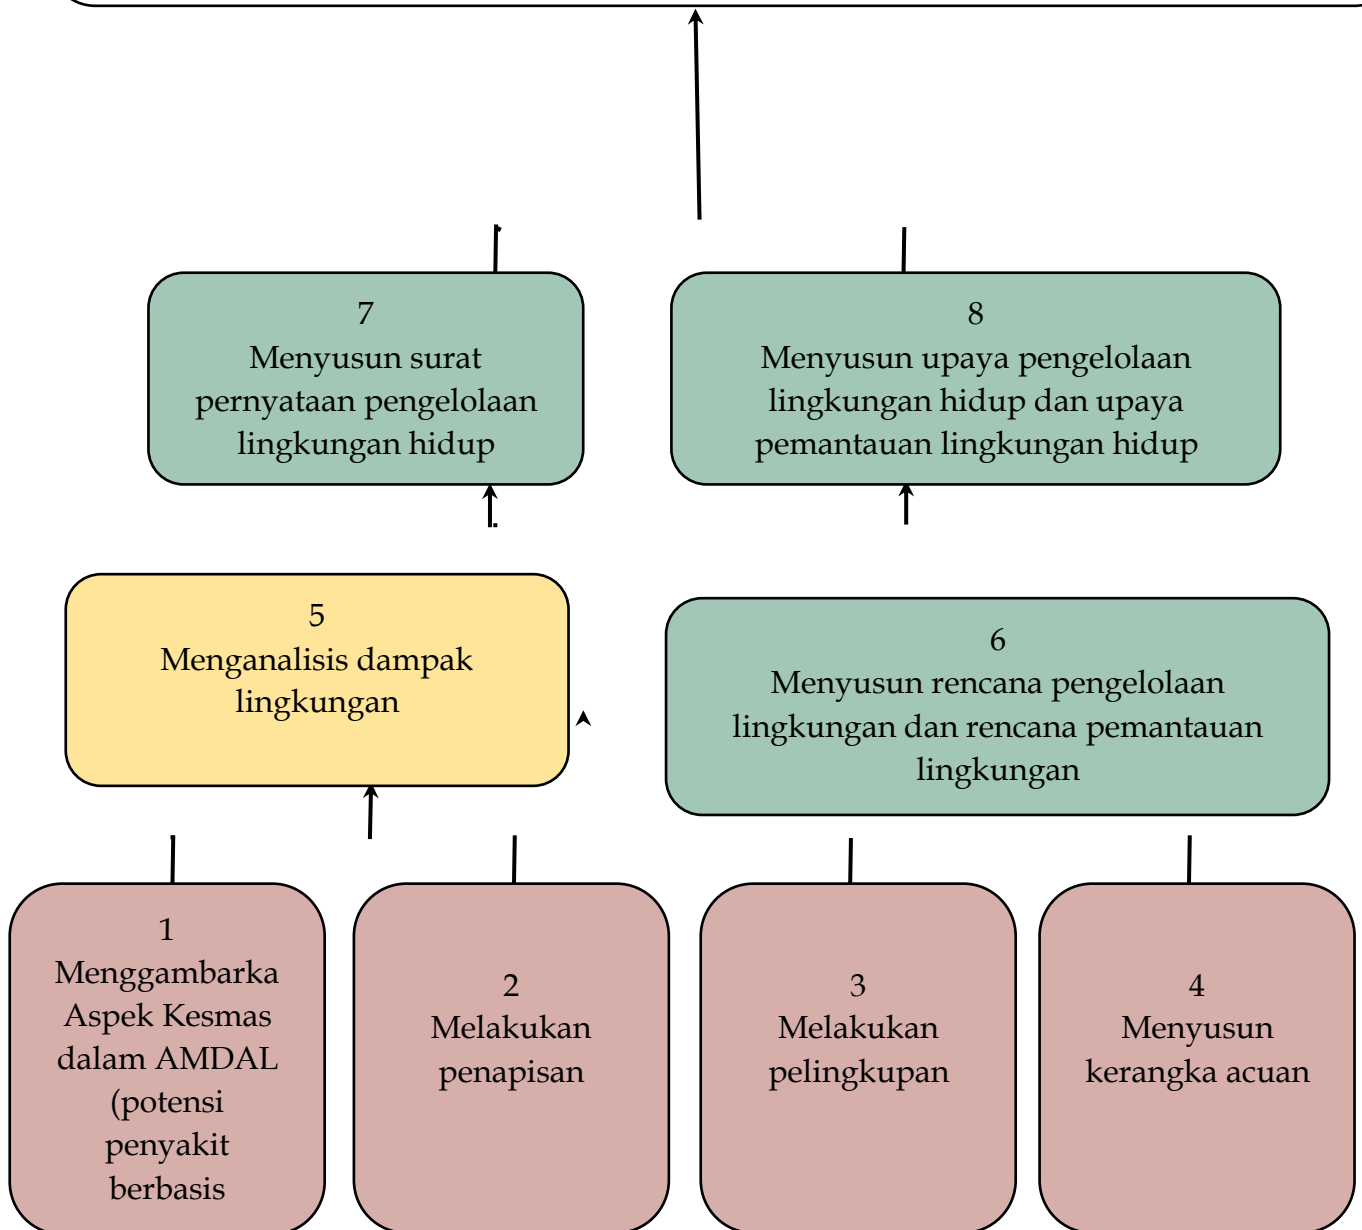 7
Menyusun surat
pernyataan pengelolaan
lingkungan hidup
8
Menyusun upaya pengelolaan
lingkungan hidup dan upaya
pemantauan lingkungan hidup
5
Menganalisis dampak
lingkungan
6
Menyusun rencana pengelolaan
lingkungan dan rencana pemantauan
lingkungan
1
Menggambarka
Aspek Kesmas
dalam AMDAL
(potensi
penyakit
berbasis
2
Melakukan
penapisan
3
Melakukan
pelingkupan
4
Menyusun
kerangka acuan